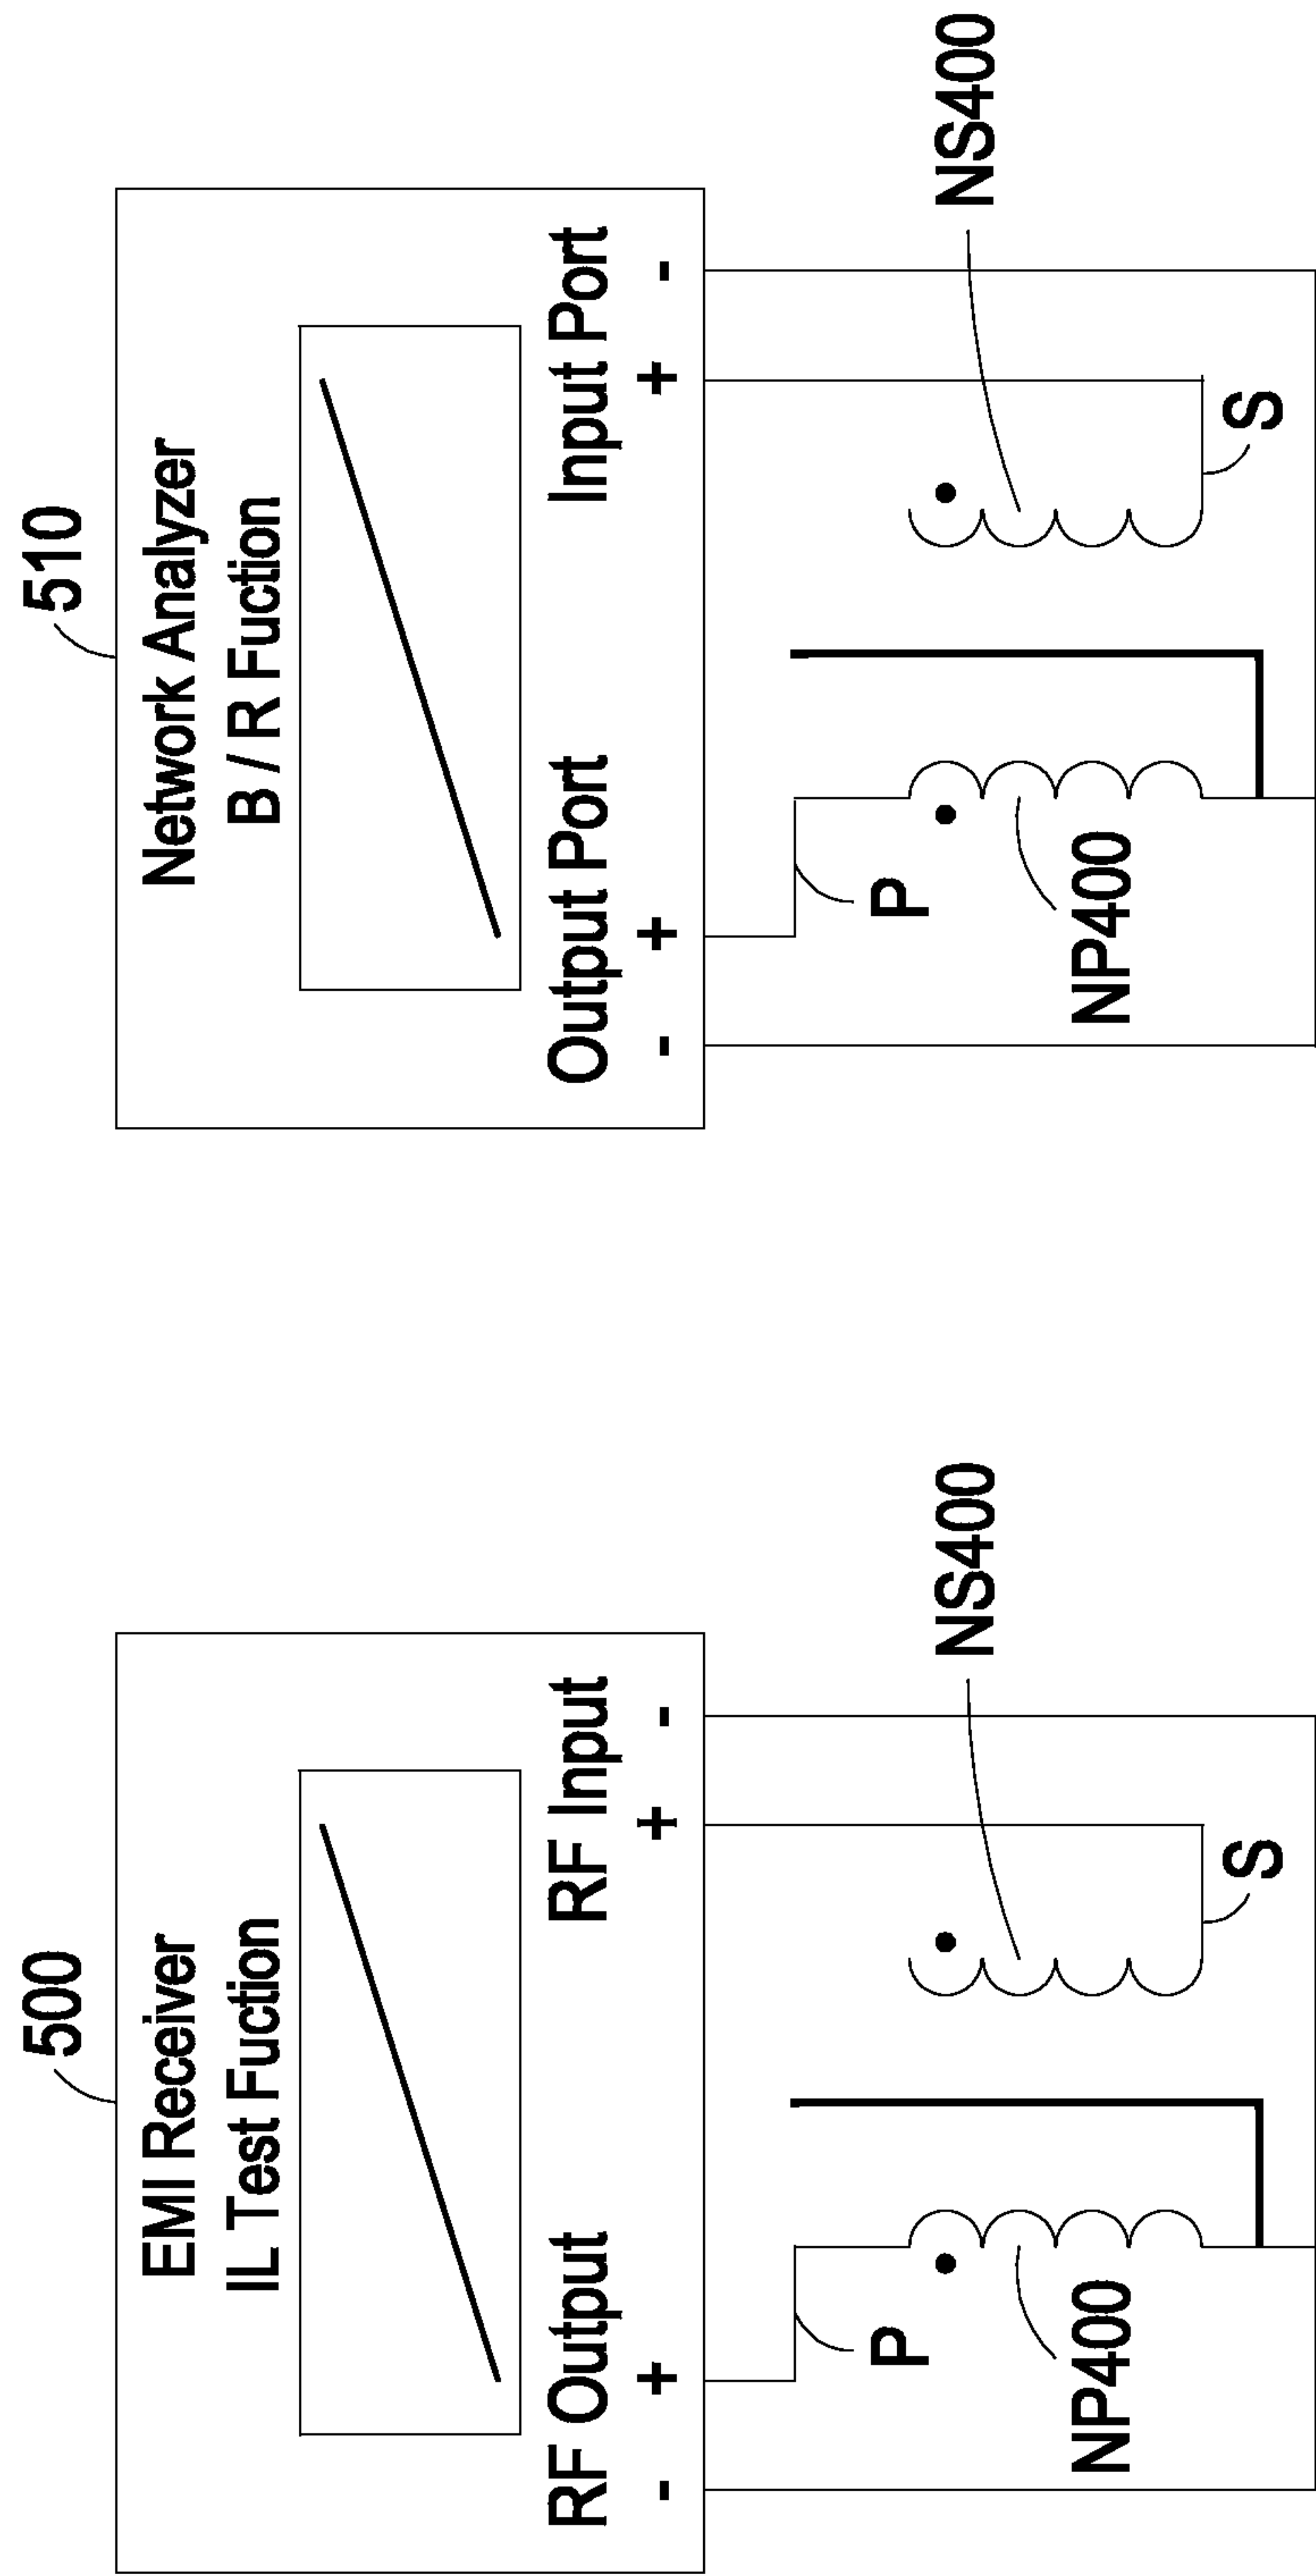 500
EMI Receiver
IL Test Fuction
RF Output RF Input
- + + -
P
NP400
NS400
S
510
Network Analyzer
B / R Fuction
Output Port Input Port
- + + -
P
NP400
NS400
S